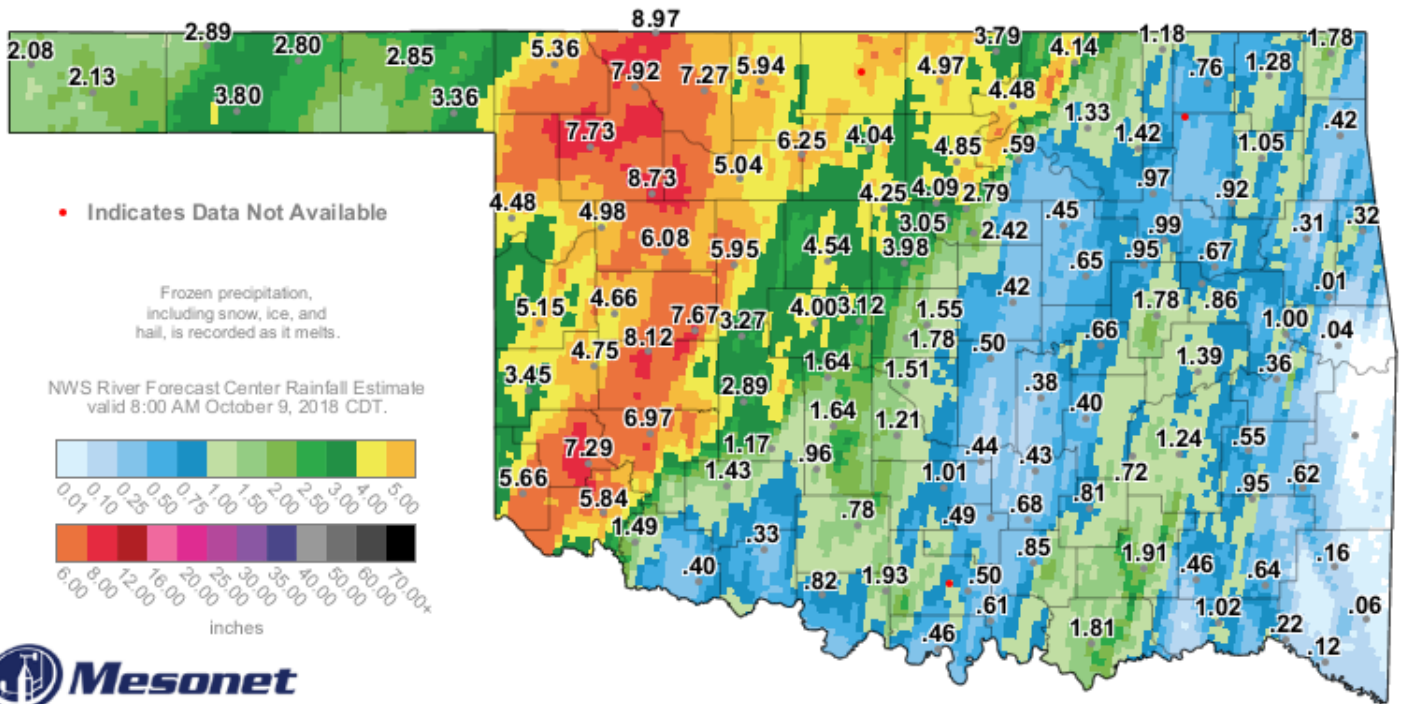 8.97
2.08 2.89 2.80 2.85 5.36 5.94 4.97 3.79 4.14 1.18 1.78
2.13 3.80 3.36 7.92 7.27 4.48 .76 1.28
7.73 6.25 4.04 4.85 .59 1.33 1.42 1.05 .42
8.73 5.04 4.25 4.09 2.79 .97 .92
4.48 4.98 3.05 2.42 .45 .99 .31 .32
• Indicates Data Not Available
6.08 5.95 4.54 3.98 .65 .95 .67
Frozen precipitation,
including snow, ice, and
hail, is recorded as it melts.
5.15 4.66 7.67 3.27 4.00 3.12 1.55 .42 1.78 .86 1.00 .01
4.75 8.12 1.64 1.78 .50 .66 1.39 .36 .04
NWS River Forecast Center Rainfall Estimate
valid 8:00 AM October 9, 2018 CDT.
3.45 2.89 1.51 .38
6.97 1.64 1.21 .40
7.29 1.17 .96 .44 .43 1.24 .55
5.66 1.43 1.01 .72 .95 .62
5.84 1.49 .33 .78 .49 .68 .81
0.01 0.10 0.25 0.50 0.75 1.00 1.50 2.00 2.50 3.00 4.00 5.00
.40 .82 1.93 .50 .85 1.91 .46 .64 .16
.46 .61 1.81 1.02 .22 .12 .06
6.00 8.00 12.00 16.00 20.00 25.00 30.00 35.00 40.00 50.00 60.00 70.00+
inches
Mesonet